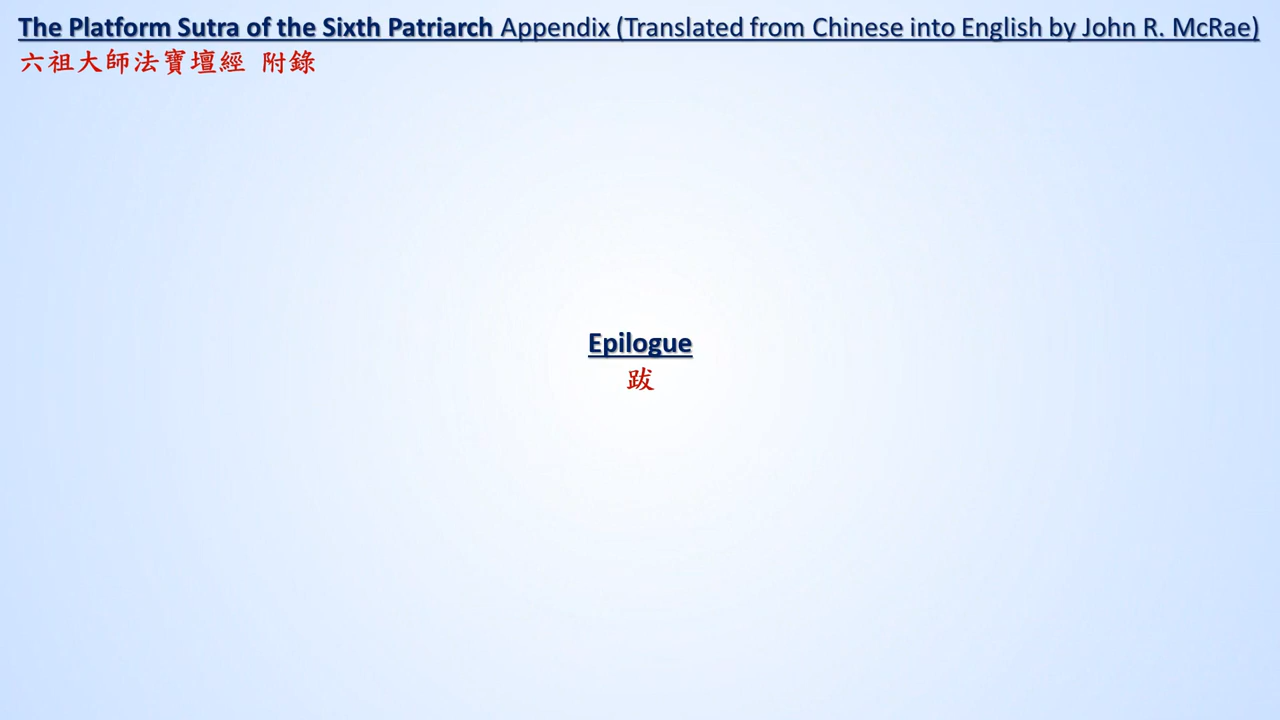 The Platform Sutra of the Sixth Patriarch Appendix (Translated from Chinese into English by John R. McRae)
六祖大師法寶壇經 附錄
Epilogue
跋